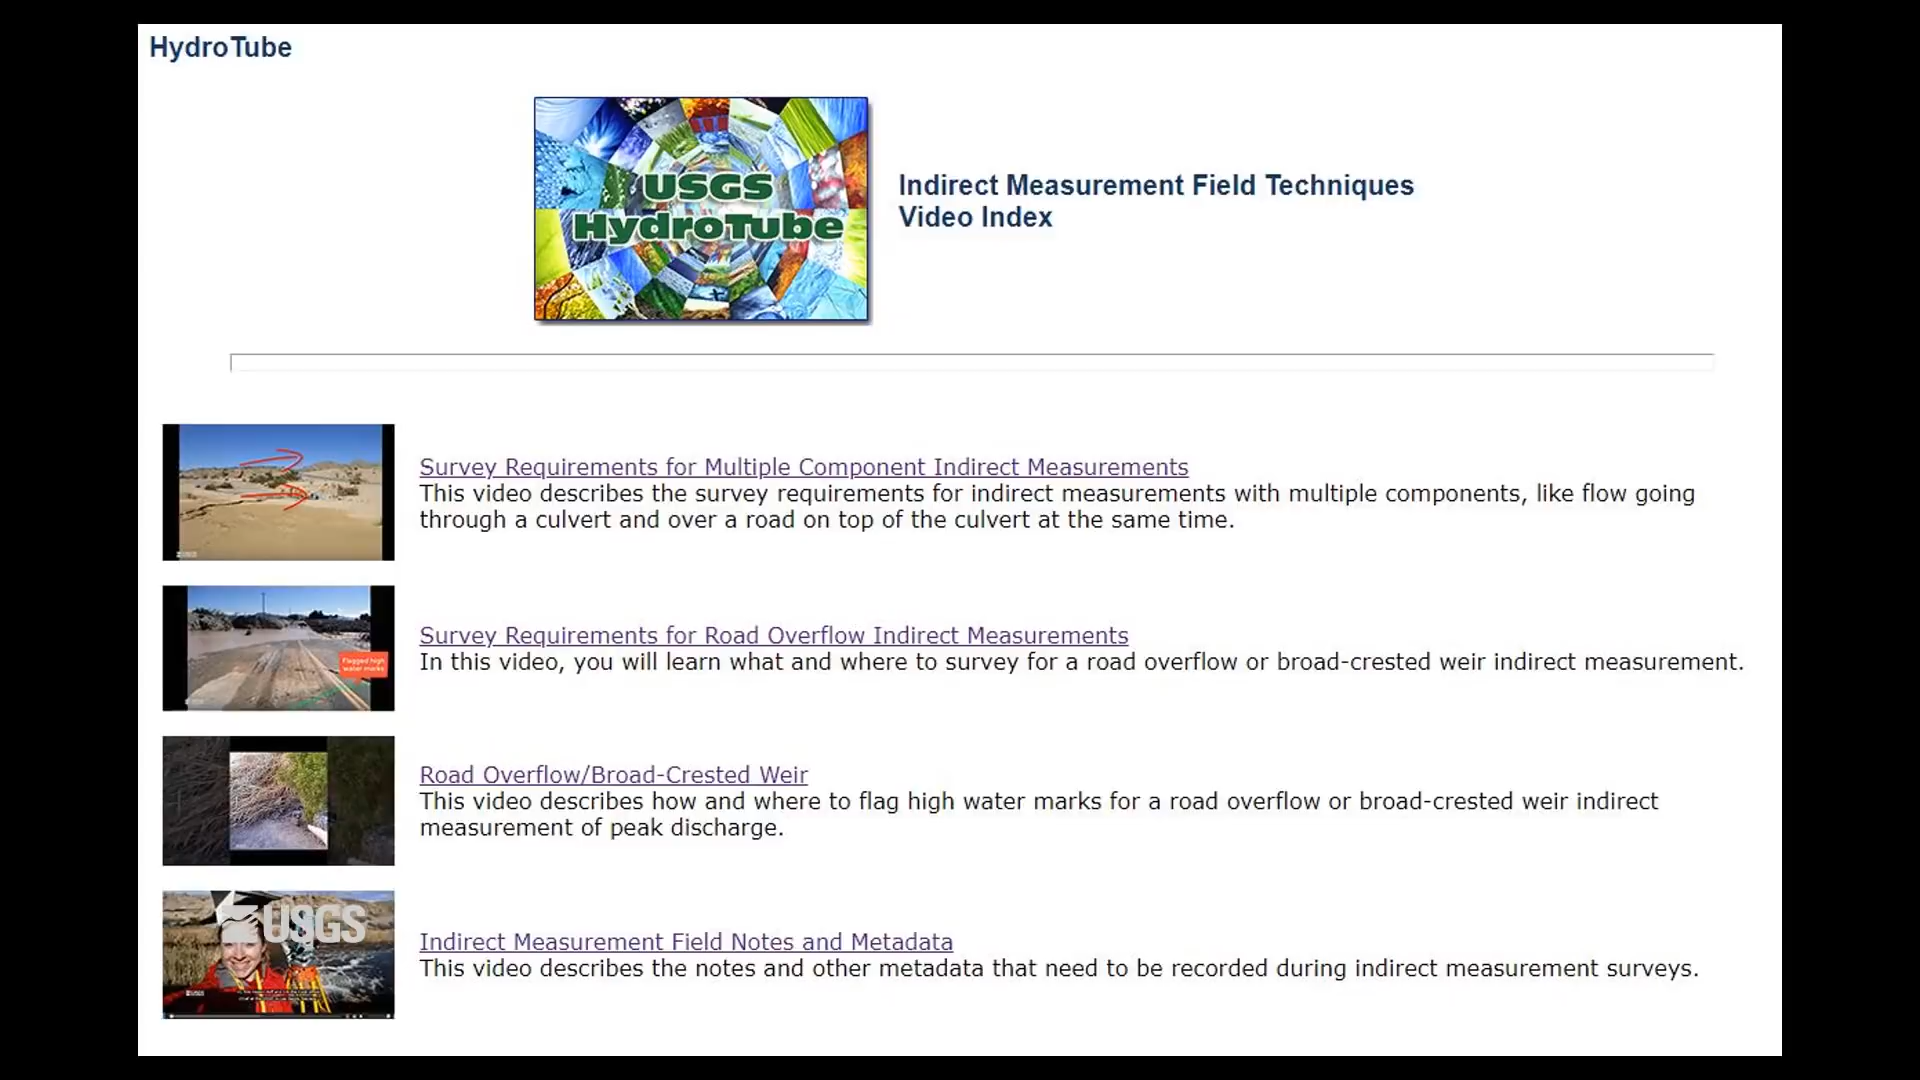 HydroTube
USGS
HydroTube
Indirect Measurement Field Techniques
Video Index
Survey Requirements for Multiple Component Indirect Measurements
This video describes the survey requirements for indirect measurements with multiple components, like flow going
through a culvert and over a road on top of the culvert at the same time.
USGS
Survey Requirements for Road Overflow Indirect Measurements
In this video, you will learn what and where to survey for a road overflow or broad-crested weir indirect measurement.
Flagged high
water marks
Road Overflow/Broad-Crested Weir
This video describes how and where to flag high water marks for a road overflow or broad-crested weir indirect
measurement of peak discharge.
USGS
Indirect Measurement Field Notes and Metadata
This video describes the notes and other metadata that need to be recorded during indirect measurement surveys.